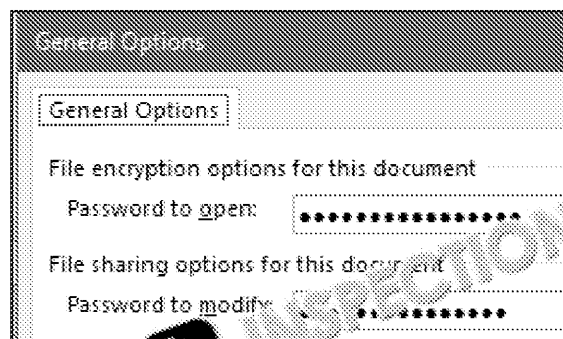 General Options
General Options
File encryption options for this document
Password to open: ••••••••••••••••
File sharing options for this document
Password to modify: •••••••••••
INSPECTION